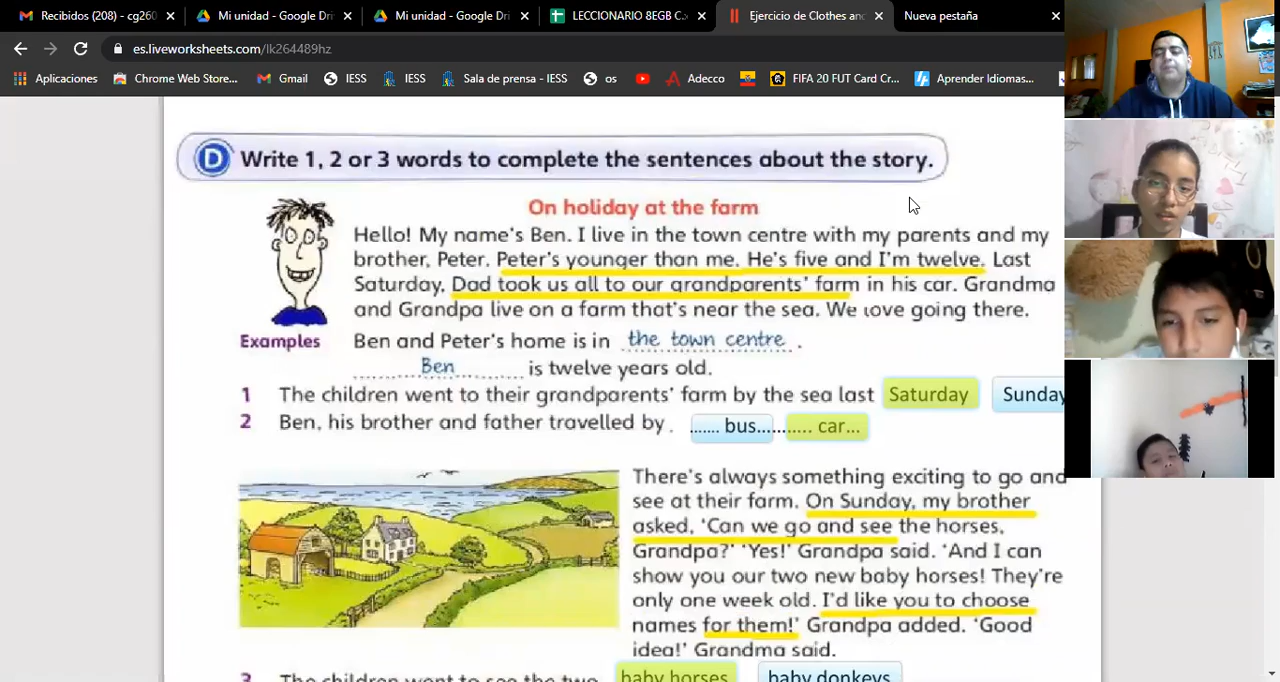 Recibidos (208) - cg260
Mi unidad - Google Dri
Mi unidad - Google Dri
LECCIONARIO 8EGB C.
Ejercicio de Clothes and
Nueva pestaña
es.liveworksheets.com/lk264489hz
Aplicaciones
Chrome Web Store...
Gmail
IESS
IESS
Sala de prensa - IESS
os
Adecco
FIFA 20 FUT Card Cr...
Aprender Idiomas...
D Write 1, 2 or 3 words to complete the sentences about the story.
On holiday at the farm
Hello! My name's Ben. I live in the town centre with my parents and my
brother, Peter. Peter's younger than me. He's five and I'm twelve. Last
Saturday, Dad took us all to our grandparents' farm in his car. Grandma
and Grandpa live on a farm that's near the sea. We love going there.
Examples Ben and Peter's home is in the town centre .
Ben is twelve years old.
1 The children went to their grandparents' farm by the sea last Saturday Sunday
2 Ben, his brother and father travelled by . ....... bus...... ..... car...
There's always something exciting to go and
see at their farm. On Sunday, my brother
asked, 'Can we go and see the horses,
Grandpa?' 'Yes!' Grandpa said. 'And I can
show you our two new baby horses! They're
only one week old. I'd like you to choose
names for them!' Grandpa added. 'Good
idea!' Grandma said.
3 The children went to see the two baby horses baby donkeys